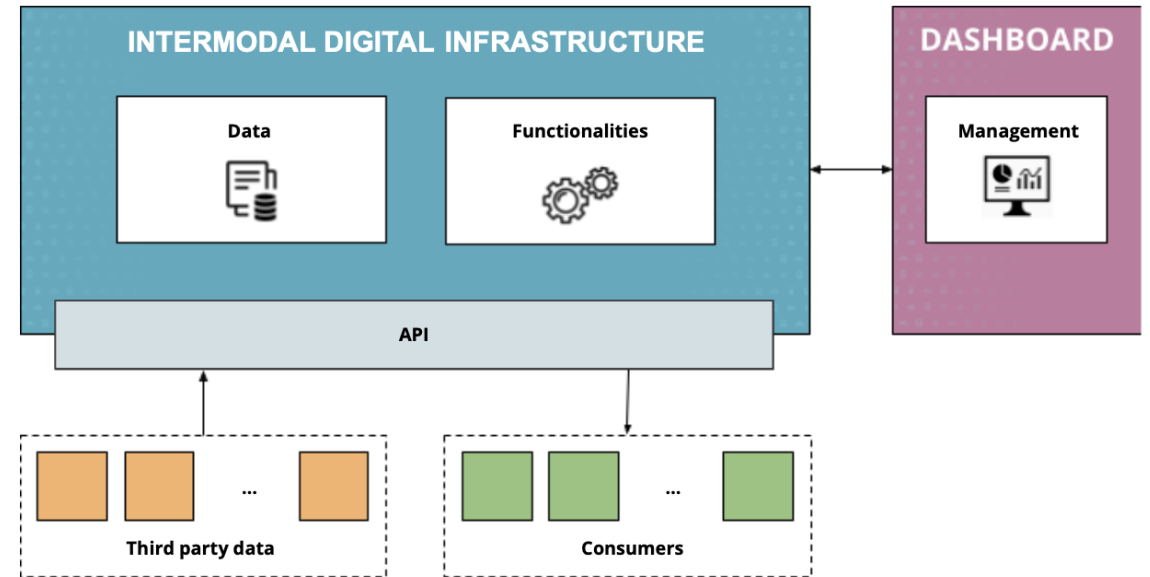 INTERMODAL DIGITAL INFRASTRUCTURE
DASHBOARD
Data
Functionalities
Management
API
...
...
Third party data
Consumers